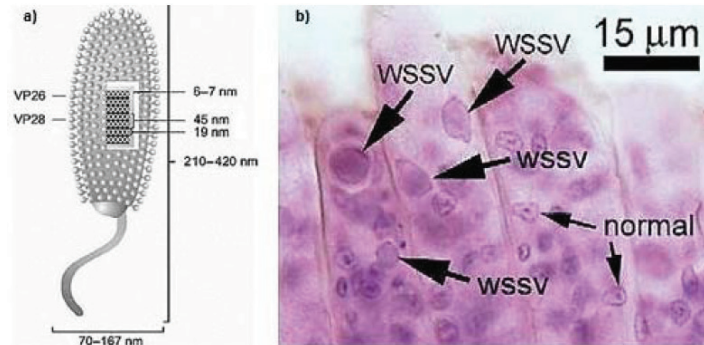 a)
VP26
VP28
6–7 nm
45 nm
19 nm
210–420 nm
70–167 nm
b)
WSSV
WSSV
15 µm
WSSV
normal
WSSV